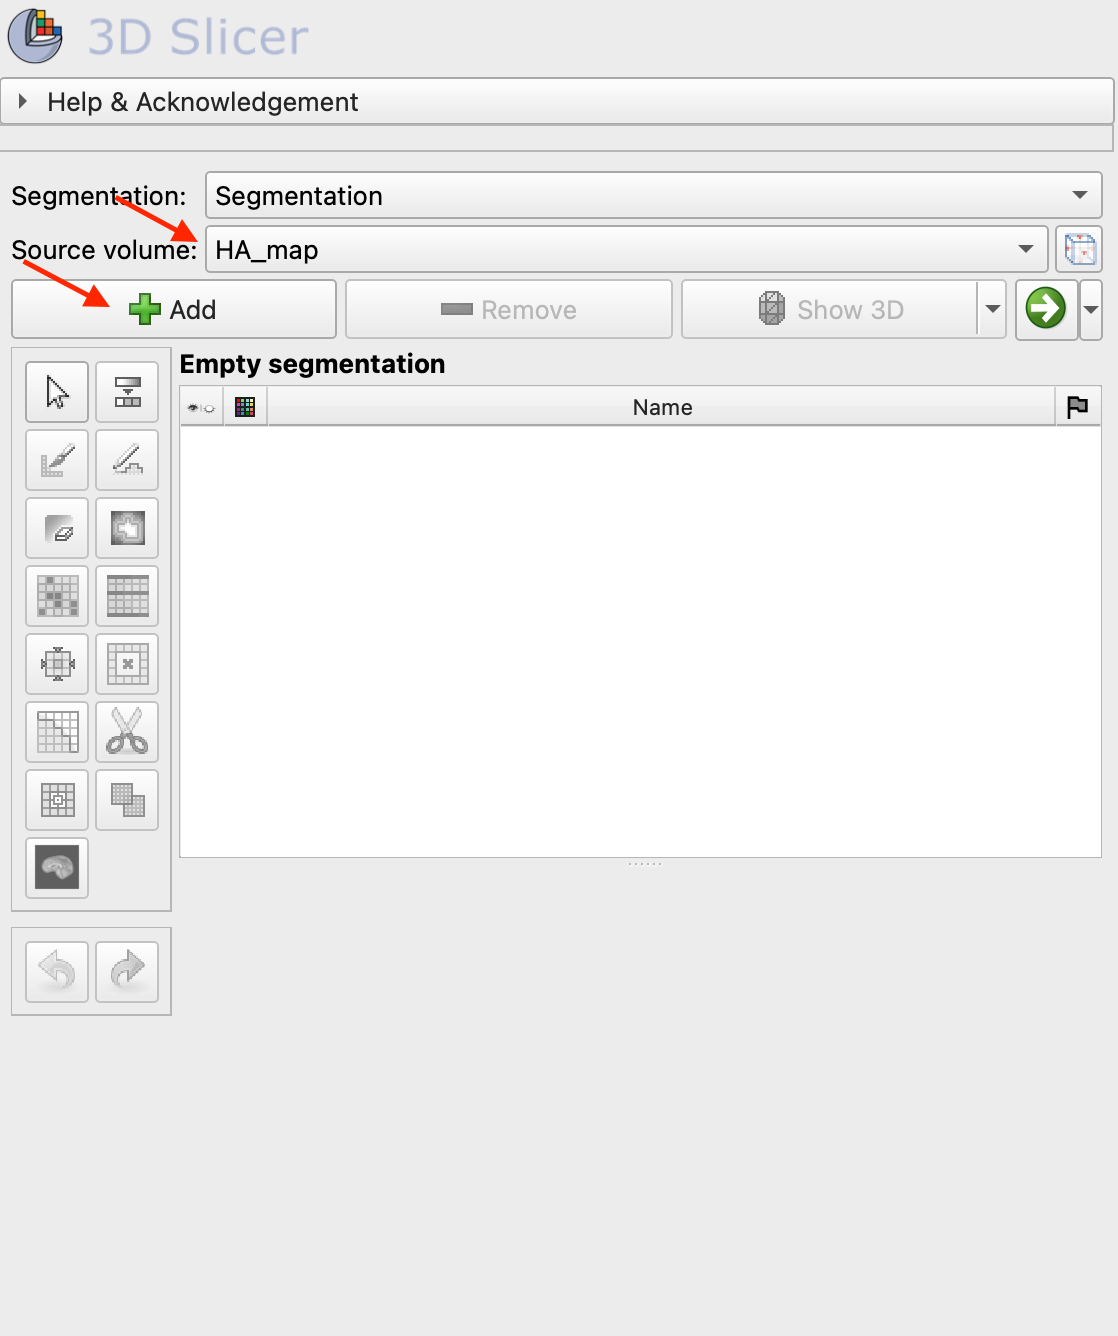 3D Slicer
Help & Acknowledgement
Segmentation: Segmentation
Source volume: HA_map
Add Remove Show 3D
Empty segmentation
Name